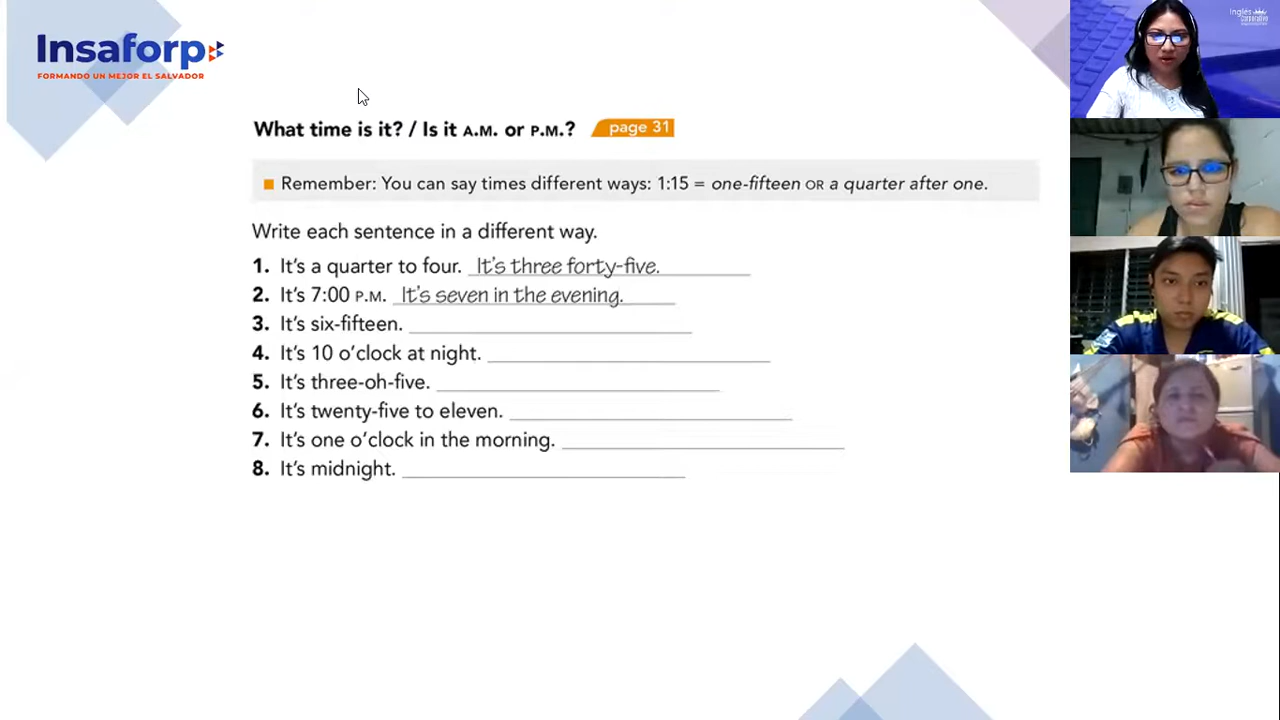 Insaforp
FORMANDO UN MEJOR EL SALVADOR
Inglés
Corporativo
What time is it? / Is it A.M. or P.M.? page 31
Remember: You can say times different ways: 1:15 = one-fifteen OR a quarter after one.
Write each sentence in a different way.
1. It's a quarter to four. It's three forty-five.
2. It's 7:00 P.M. It's seven in the evening.
3. It's six-fifteen.
4. It's 10 o'clock at night.
5. It's three-oh-five.
6. It's twenty-five to eleven.
7. It's one o'clock in the morning.
8. It's midnight.